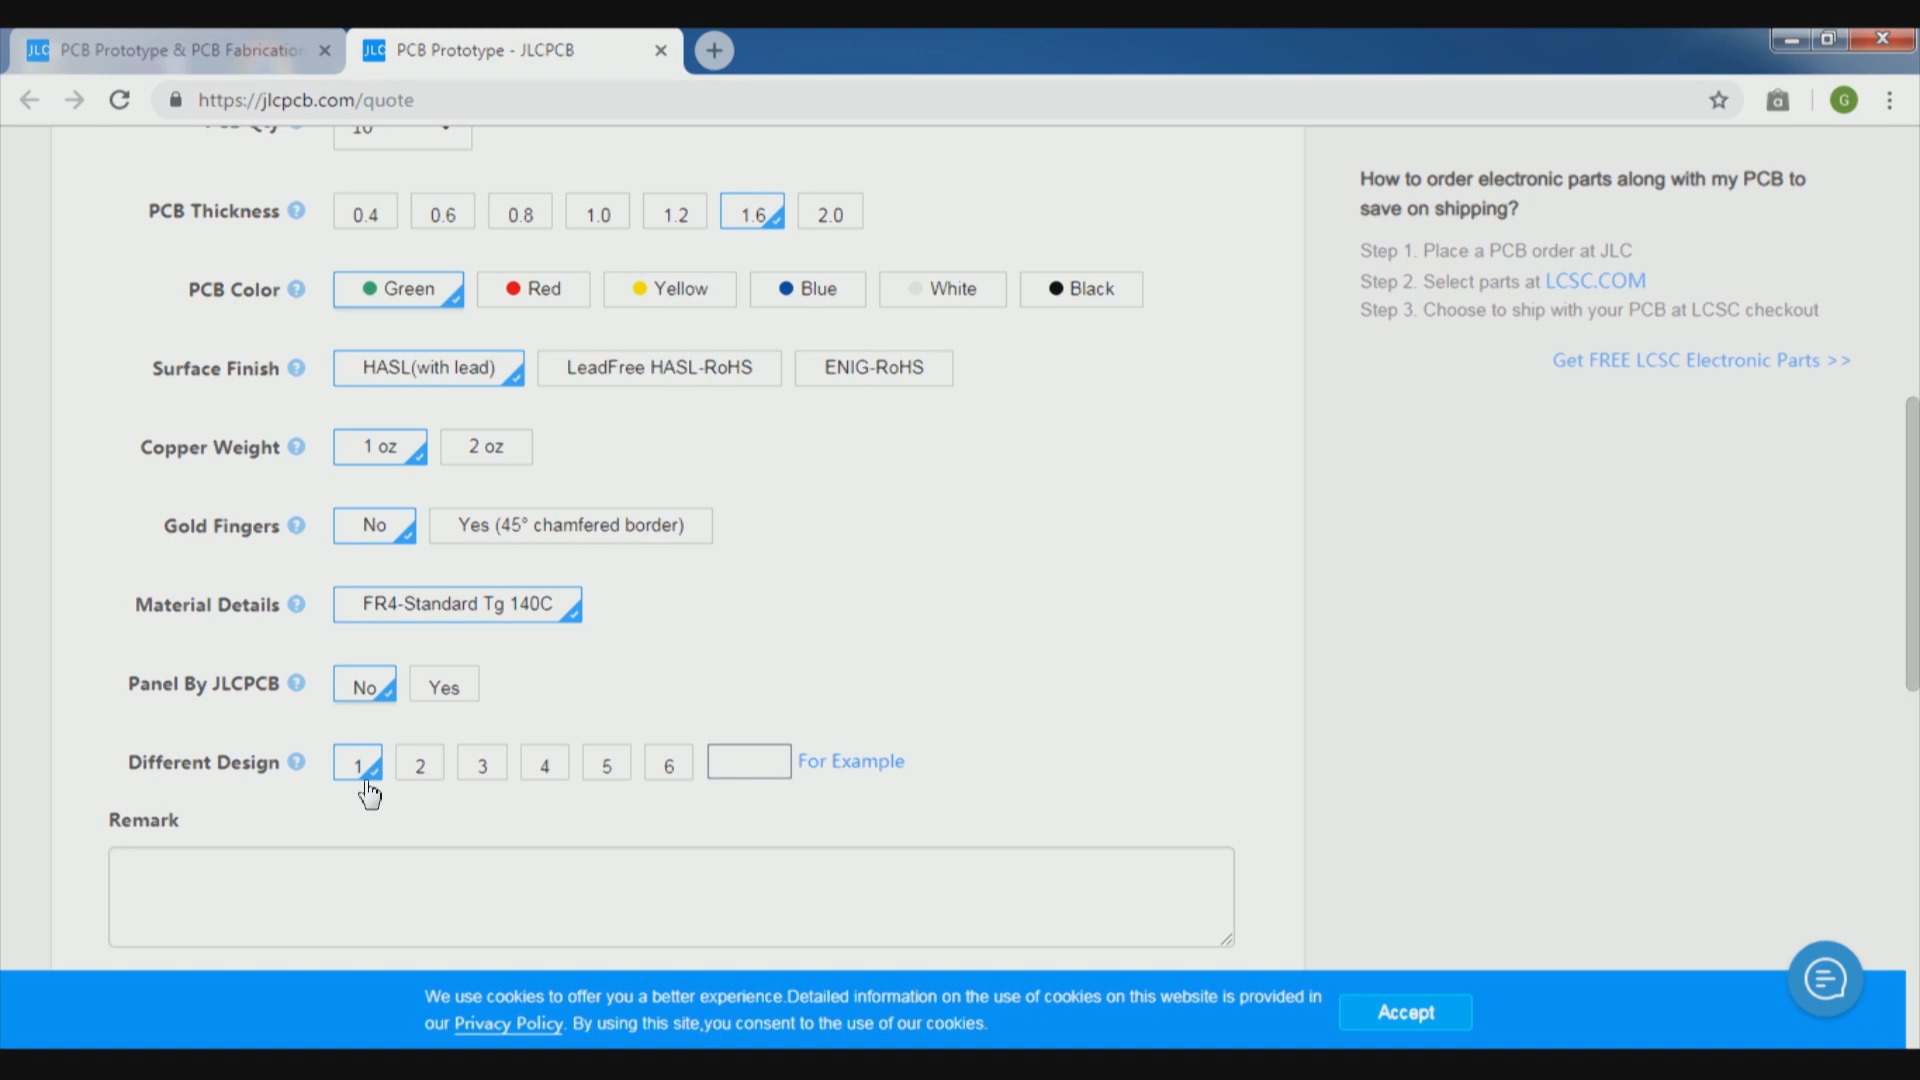 JLC PCB Prototype & PCB Fabrication
JLC PCB Prototype - JLCPCB
https://jlcpcb.com/quote
G
PCB Qty 10
PCB Thickness ? 0.4 0.6 0.8 1.0 1.2 1.6 2.0
PCB Color ? Green Red Yellow Blue White Black
Surface Finish ? HASL(with lead) LeadFree HASL-RoHS ENIG-RoHS
Copper Weight ? 1 oz 2 oz
Gold Fingers ? No Yes (45° chamfered border)
Material Details ? FR4-Standard Tg 140C
Panel By JLCPCB ? No Yes
Different Design ? 1 2 3 4 5 6 For Example
Remark
How to order electronic parts along with my PCB to
save on shipping?
Step 1. Place a PCB order at JLC
Step 2. Select parts at LCSC.COM
Step 3. Choose to ship with your PCB at LCSC checkout
Get FREE LCSC Electronic Parts >>
We use cookies to offer you a better experience.Detailed information on the use of cookies on this website is provided in
our Privacy Policy. By using this site,you consent to the use of our cookies.
Accept